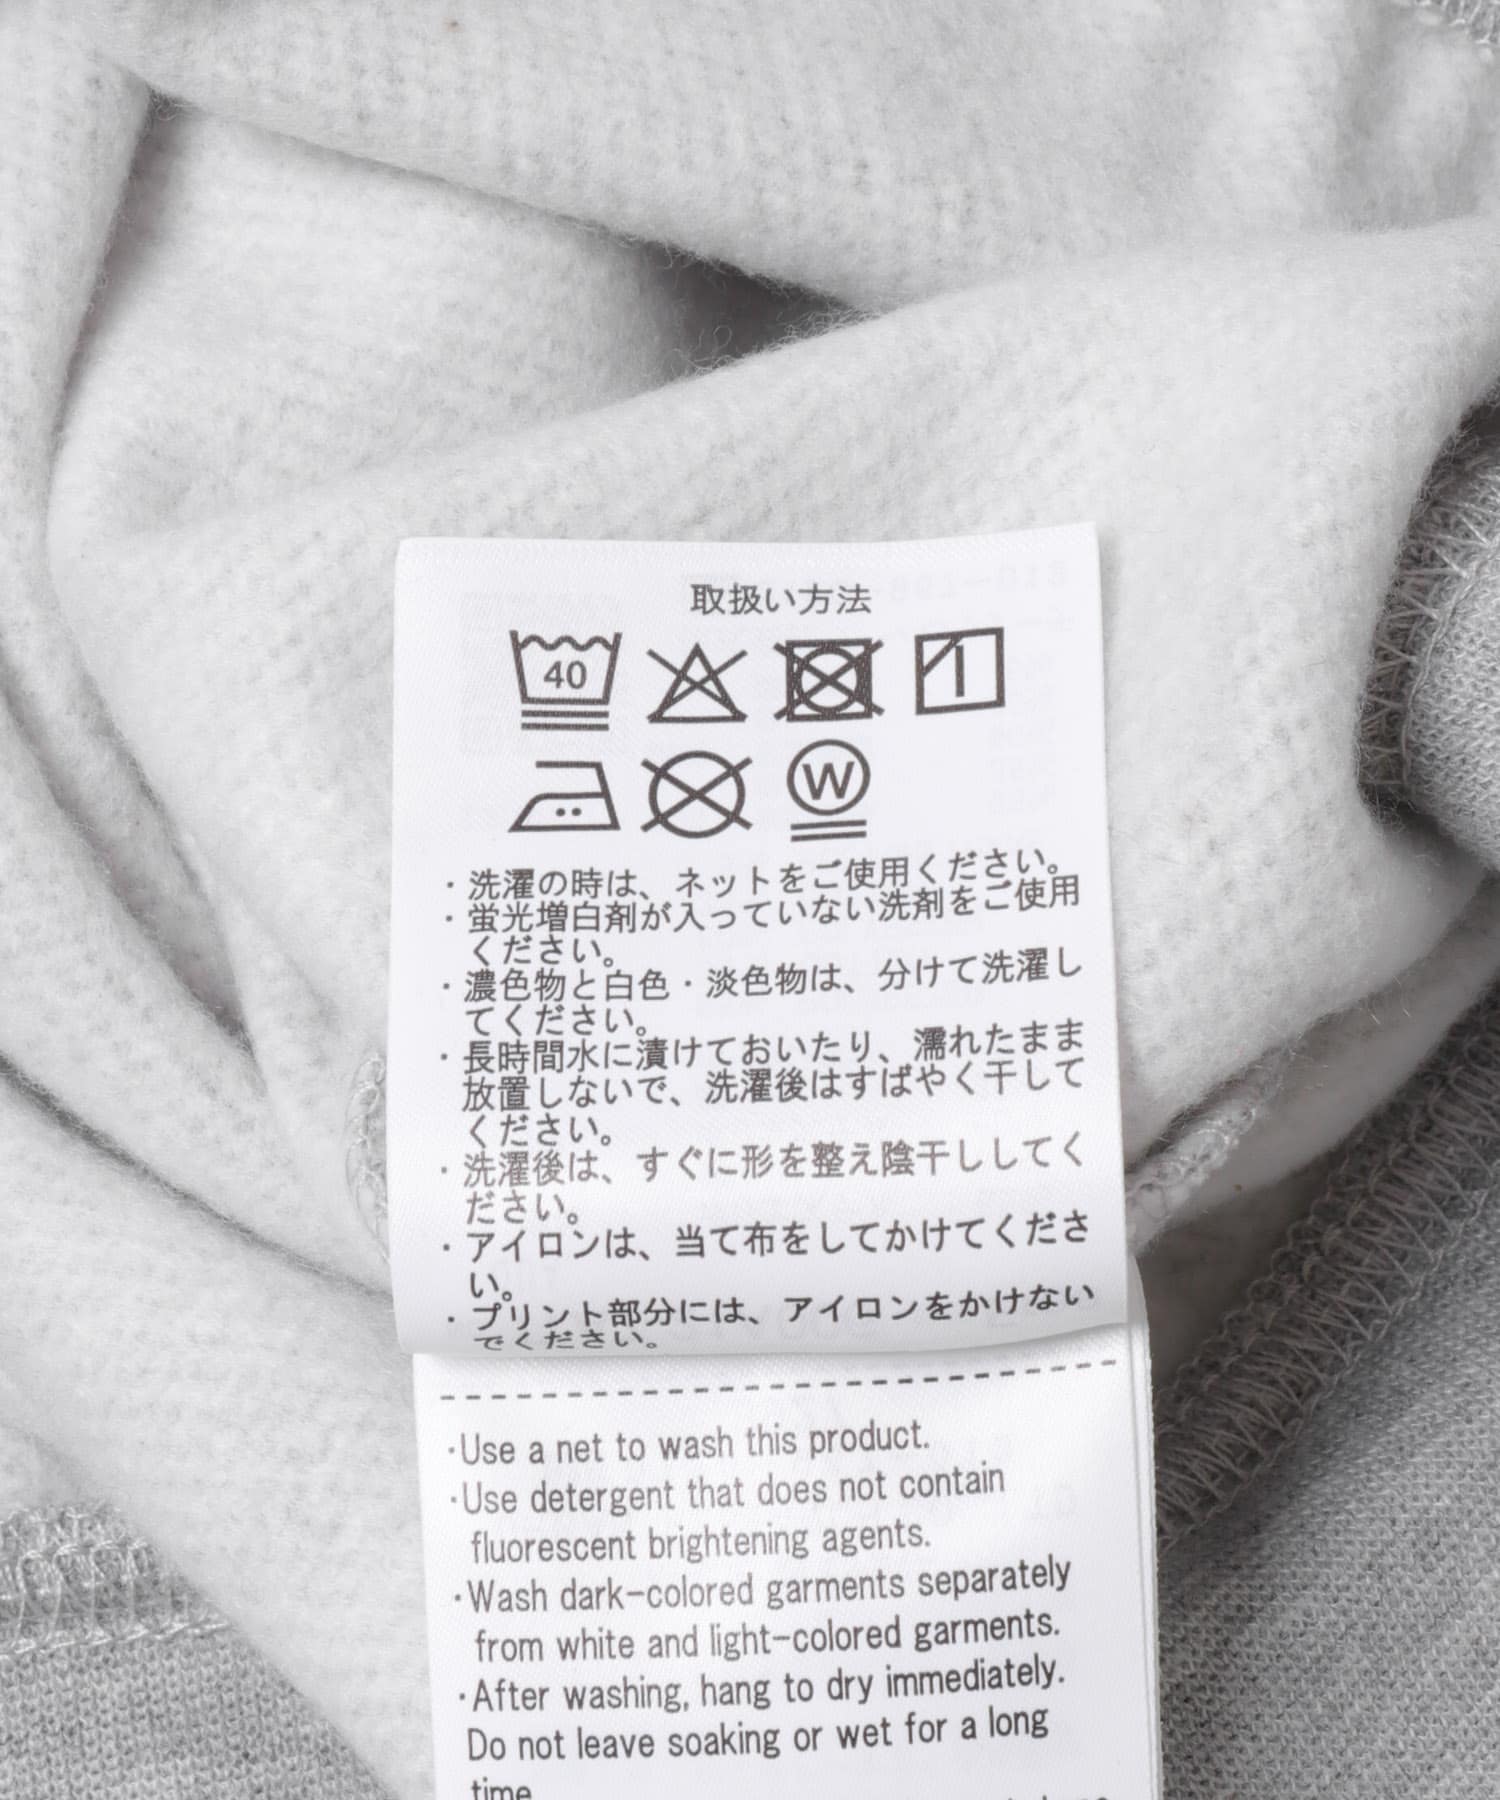 取扱い方法
40
W
・洗濯の時は、ネットをご使用ください。
・蛍光増白剤が入っていない洗剤をご使用
ください。
・濃色物と白色・淡色物は、分けて洗濯し
てください。
・長時間水に漬けておいたり、濡れたまま
放置しないで、洗濯後はすばやく干して
ください。
・洗濯後は、すぐに形を整え陰干ししてく
ださい。
・アイロンは、当て布をしてかけてくださ
い。
・プリント部分には、アイロンをかけない
でください。
・Use a net to wash this product.
・Use detergent that does not contain
fluorescent brightening agents.
・Wash dark-colored garments separately
from white and light-colored garments.
・After washing, hang to dry immediately.
Do not leave soaking or wet for a long
time